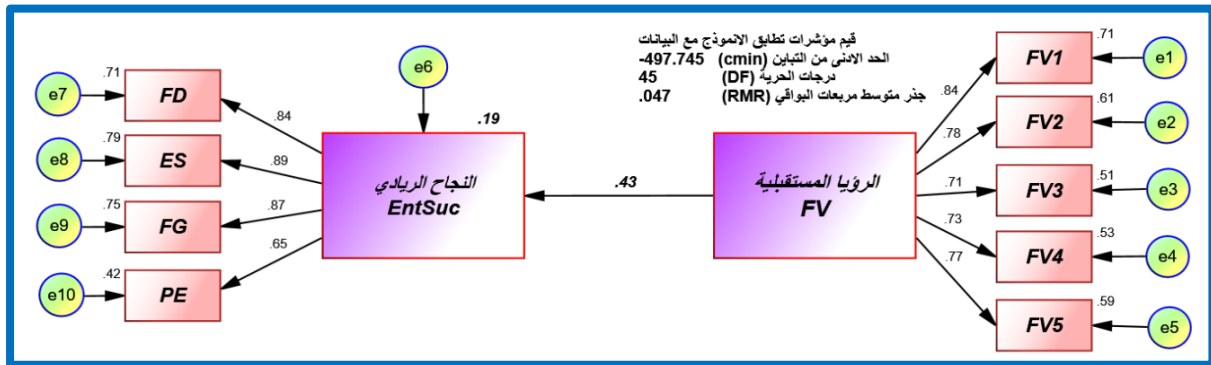 قيم مؤشرات تطابق الانموذج مع البيانات
الحد الادنى من التباين (cmin) -497.745
درجات الحرية (DF) 45
جذر متوسط مربعات البواقي (RMR) .047
e7
.71
FD
.84
e8
.79
ES
.89
e9
.75
FG
.87
e10
.42
PE
.65
e6
.19
النجاح الريادي
EntSuc
.43
الرؤيا المستقبلية
FV
.84
FV1
.71
e1
.78
FV2
.61
e2
.71
FV3
.51
e3
.73
FV4
.53
e4
.77
FV5
.59
e5